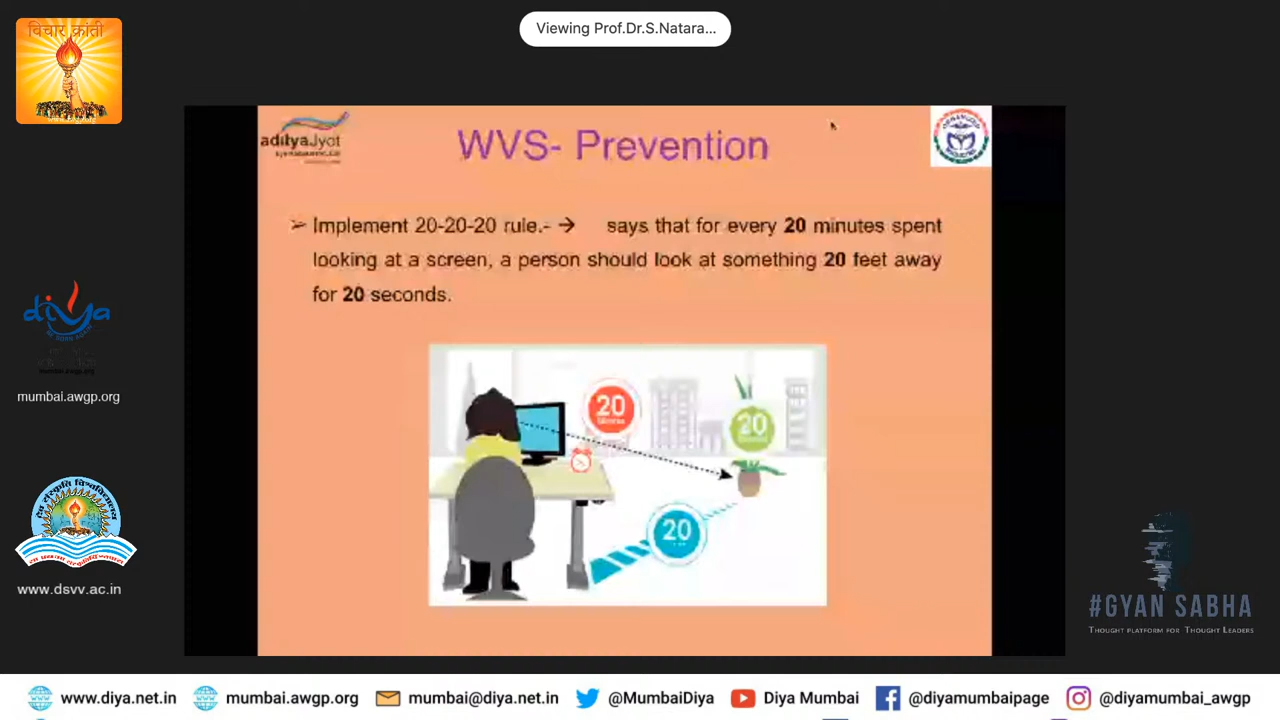 विचार क्रांती
Viewing Prof.Dr.S.Natara...
adityaJyot
WVS- Prevention
➢ Implement 20-20-20 rule.- → says that for every 20 minutes spent
looking at a screen, a person should look at something 20 feet away
for 20 seconds.
20
20
20
diya
mumbai.awgp.org
www.dsvv.ac.in
#GYAN SABHA
THOUGHT PLATFORM FOR THOUGHT LEADERS
www.diya.net.in mumbai.awgp.org mumbai@diya.net.in @MumbaiDiya Diya Mumbai @diyamumbaipage @diyamumbai_awgp